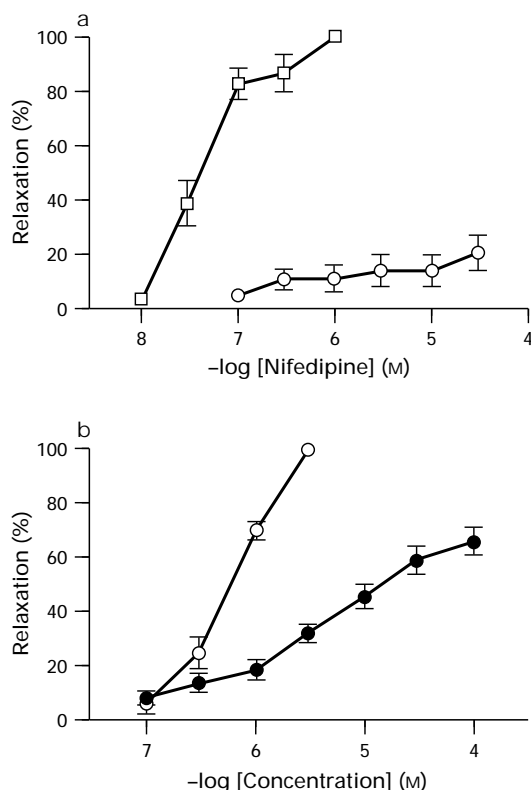 a
Relaxation (%)
100
80
60
40
20
0
8 7 6 5 4
–log [Nifedipine] (M)
b
Relaxation (%)
100
80
60
40
20
0
7 6 5 4
–log [Concentration] (M)